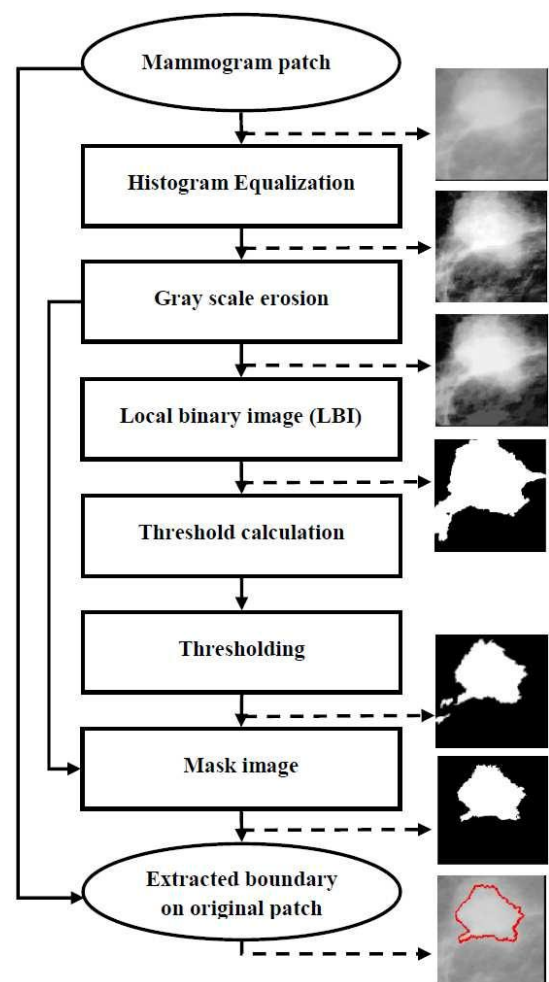 Mammogram patch
Histogram Equalization
Gray scale erosion
Local binary image (LBI)
Threshold calculation
Thresholding
Mask image
Extracted boundary
on original patch